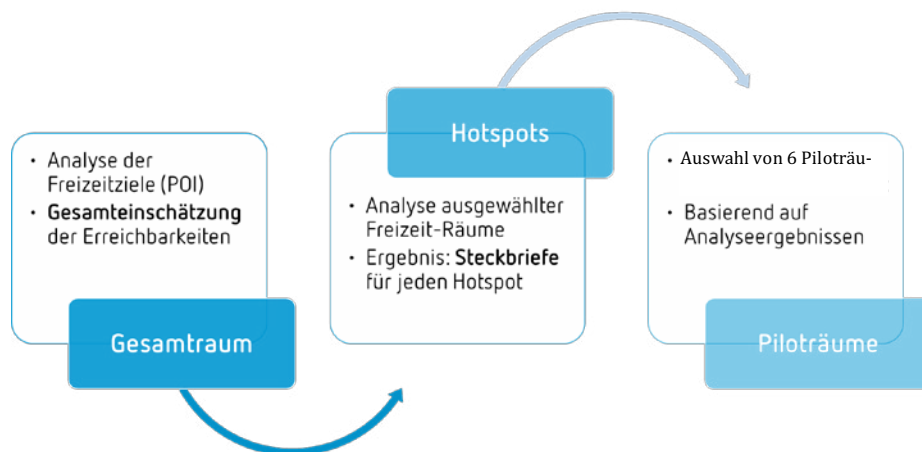 • Analyse der
Freizeitziele (POI)
• Gesamteinschätzung
der Erreichbarkeiten
Gesamtraum
Hotspots
• Analyse ausgewählter
Freizeit-Räume
• Ergebnis: Steckbriefe
für jeden Hotspot
• Auswahl von 6 Piloträu-
• Basierend auf
Analyseergebnissen
Piloträume